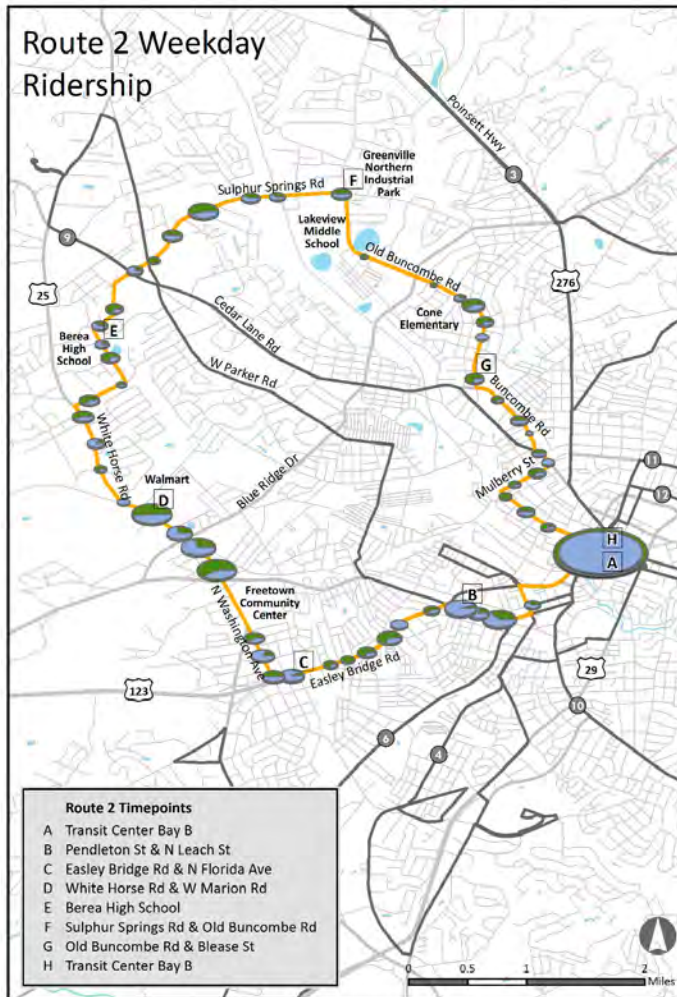 Route 2 Weekday
Ridership
Poinsett Hwy
3
Greenville
Northern
Industrial
Park
F
Sulphur Springs Rd
Lakeview
Middle
School
9
Old Buncombe Rd
276
25
Cone
Elementary
Cedar Lane Rd
E
Berea
High
School
W Parker Rd
G
Buncombe Rd
White Horse Rd
Blue Ridge Dr
Mulberry St
11
12
Walmart
D
H
A
B
Freetown
Community
Center
N Washington Ave
C
Easley Bridge Rd
123
29
10
6
4
Route 2 Timepoints
A Transit Center Bay B
B Pendleton St & N Leach St
C Easley Bridge Rd & N Florida Ave
D White Horse Rd & W Marion Rd
E Berea High School
F Sulphur Springs Rd & Old Buncombe Rd
G Old Buncombe Rd & Blease St
H Transit Center Bay B
0 0.5 1 2
Miles